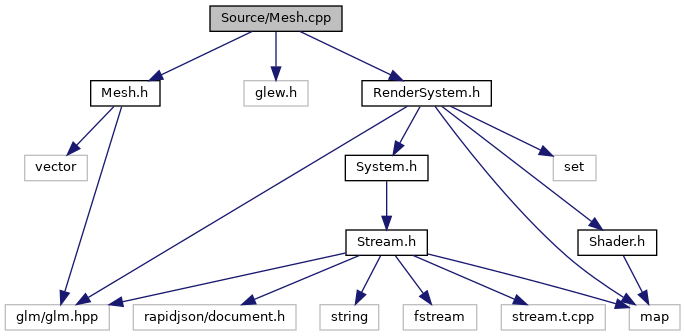 Source/Mesh.cpp
Mesh.h
glew.h
RenderSystem.h
vector
System.h
set
Stream.h
Shader.h
glm/glm.hpp
rapidjson/document.h
string
fstream
stream.t.cpp
map